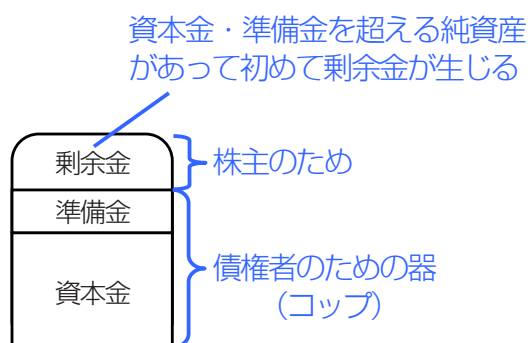 資本金・準備金を超える純資産
があって初めて剰余金が生じる
剰余金
株主のため
準備金
債権者のための器
（コップ）
資本金